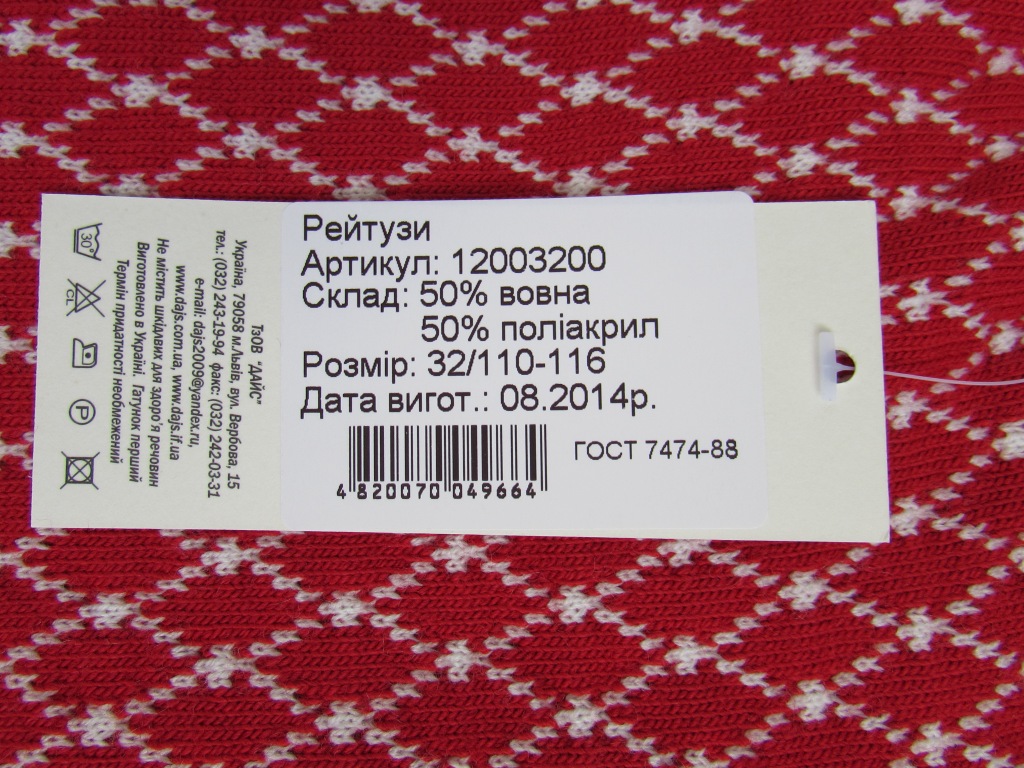 Рейтузи
Артикул: 12003200
Склад: 50% вовна
50% поліакрил
Розмір: 32/110-116
Дата вигот.: 08.2014р.
ГОСТ 7474-88
4 820070 049664
ТзОВ "ДАЙС"
Україна, 79058 м.Львів, вул. Вербова, 15
тел.: (032) 243-19-94 факс: (032) 242-03-31
e-mail: dajs2009@yandex.ru,
www.dajs.com.ua, www.dajs.if.ua
Не містить шкідвих для здоро'я речовин
Виготовлено в Україні. Гатунок перший
Термін придатності необмежений
30°
CL
P